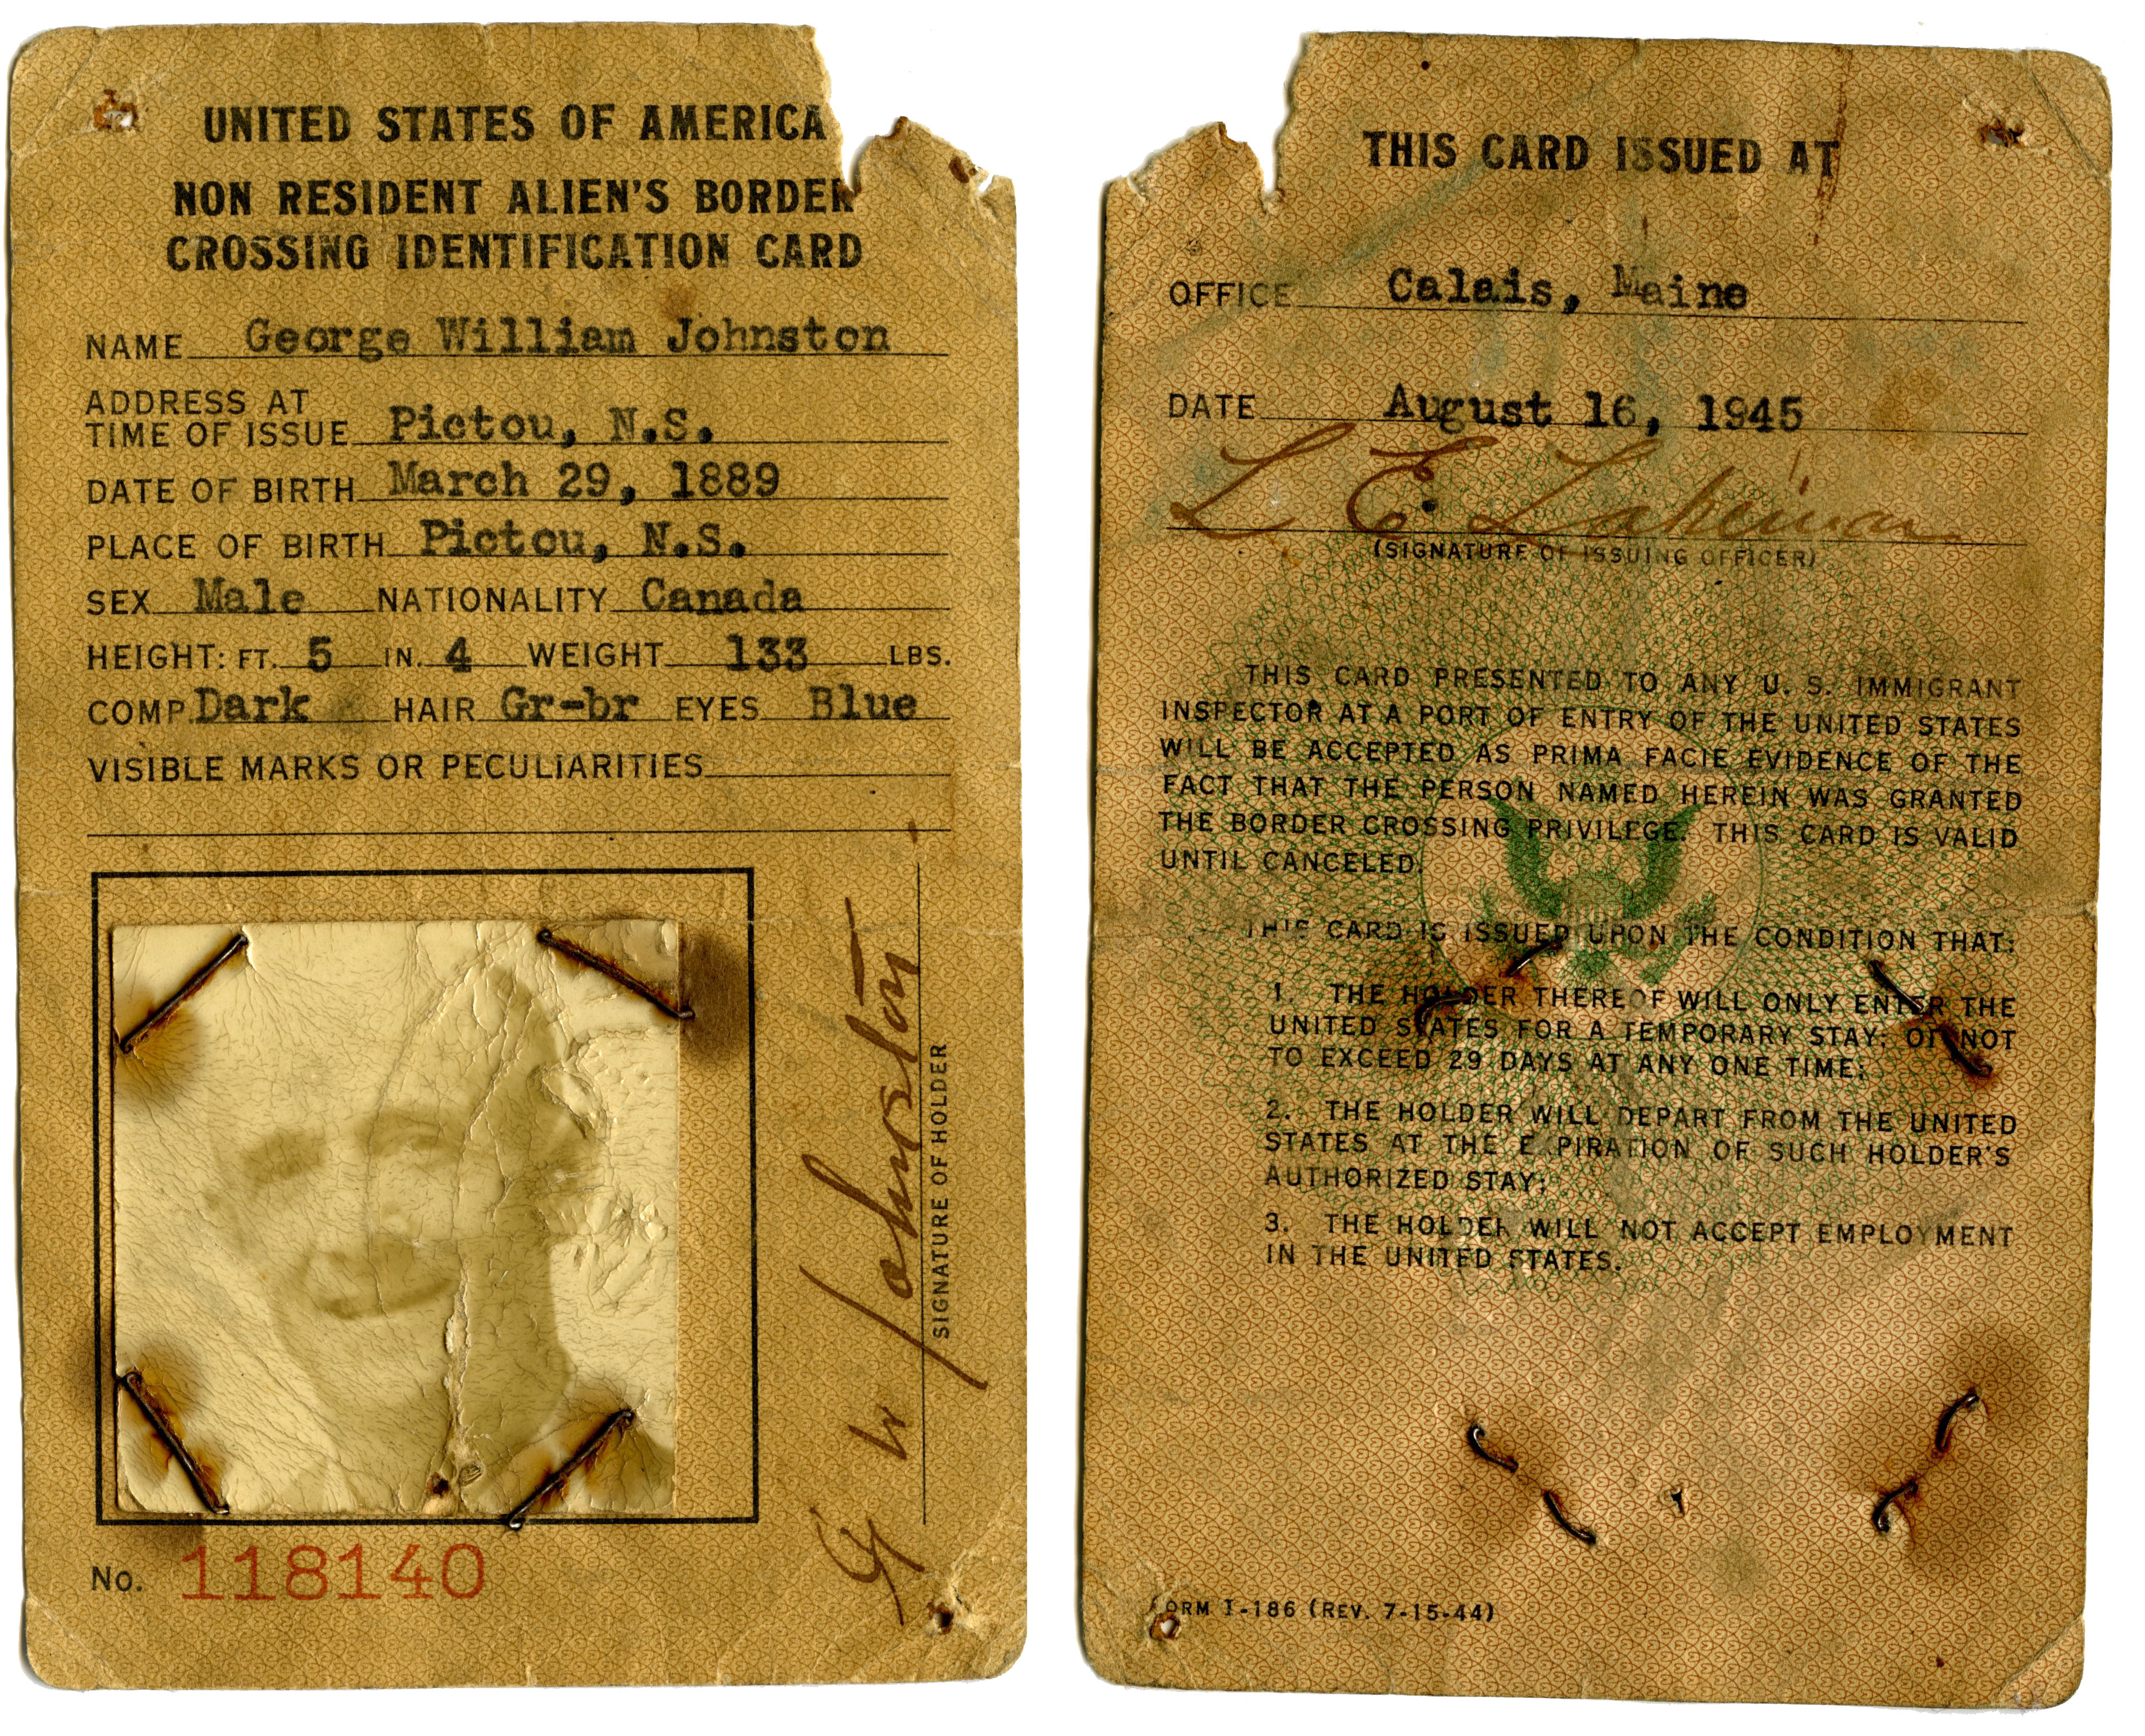 UNITED STATES OF AMERICA
NON RESIDENT ALIEN'S BORDER
CROSSING IDENTIFICATION CARD
NAME George William Johnston
ADDRESS AT
TIME OF ISSUE Pictou, N.S.
DATE OF BIRTH March 29, 1889
PLACE OF BIRTH Pictou, N.S.
SEX Male NATIONALITY Canada
HEIGHT: FT. 5 IN. 4 WEIGHT 133 LBS.
COMP. Dark HAIR Gr-br EYES Blue
VISIBLE MARKS OR PECULIARITIES
G W Johnston
SIGNATURE OF HOLDER
No. 118140
THIS CARD ISSUED AT
OFFICE Calais, Maine
DATE August 16, 1945
L E
(SIGNATURE OF ISSUING OFFICER)
THIS CARD PRESENTED TO ANY U. S. IMMIGRANT
INSPECTOR AT A PORT OF ENTRY OF THE UNITED STATES
WILL BE ACCEPTED AS PRIMA FACIE EVIDENCE OF THE
FACT THAT THE PERSON NAMED HEREIN WAS GRANTED
THE BORDER CROSSING PRIVILEGE. THIS CARD IS VALID
UNTIL CANCELED.
THIS CARD IS ISSUED UPON THE CONDITION THAT:
1. THE HOLDER THEREOF WILL ONLY ENTER THE
UNITED STATES FOR A TEMPORARY STAY; OF NOT
TO EXCEED 29 DAYS AT ANY ONE TIME;
2. THE HOLDER WILL DEPART FROM THE UNITED
STATES AT THE EXPIRATION OF SUCH HOLDER'S
AUTHORIZED STAY;
3. THE HOLDER WILL NOT ACCEPT EMPLOYMENT
IN THE UNITED STATES.
FORM I-186 (REV. 7-15-44)